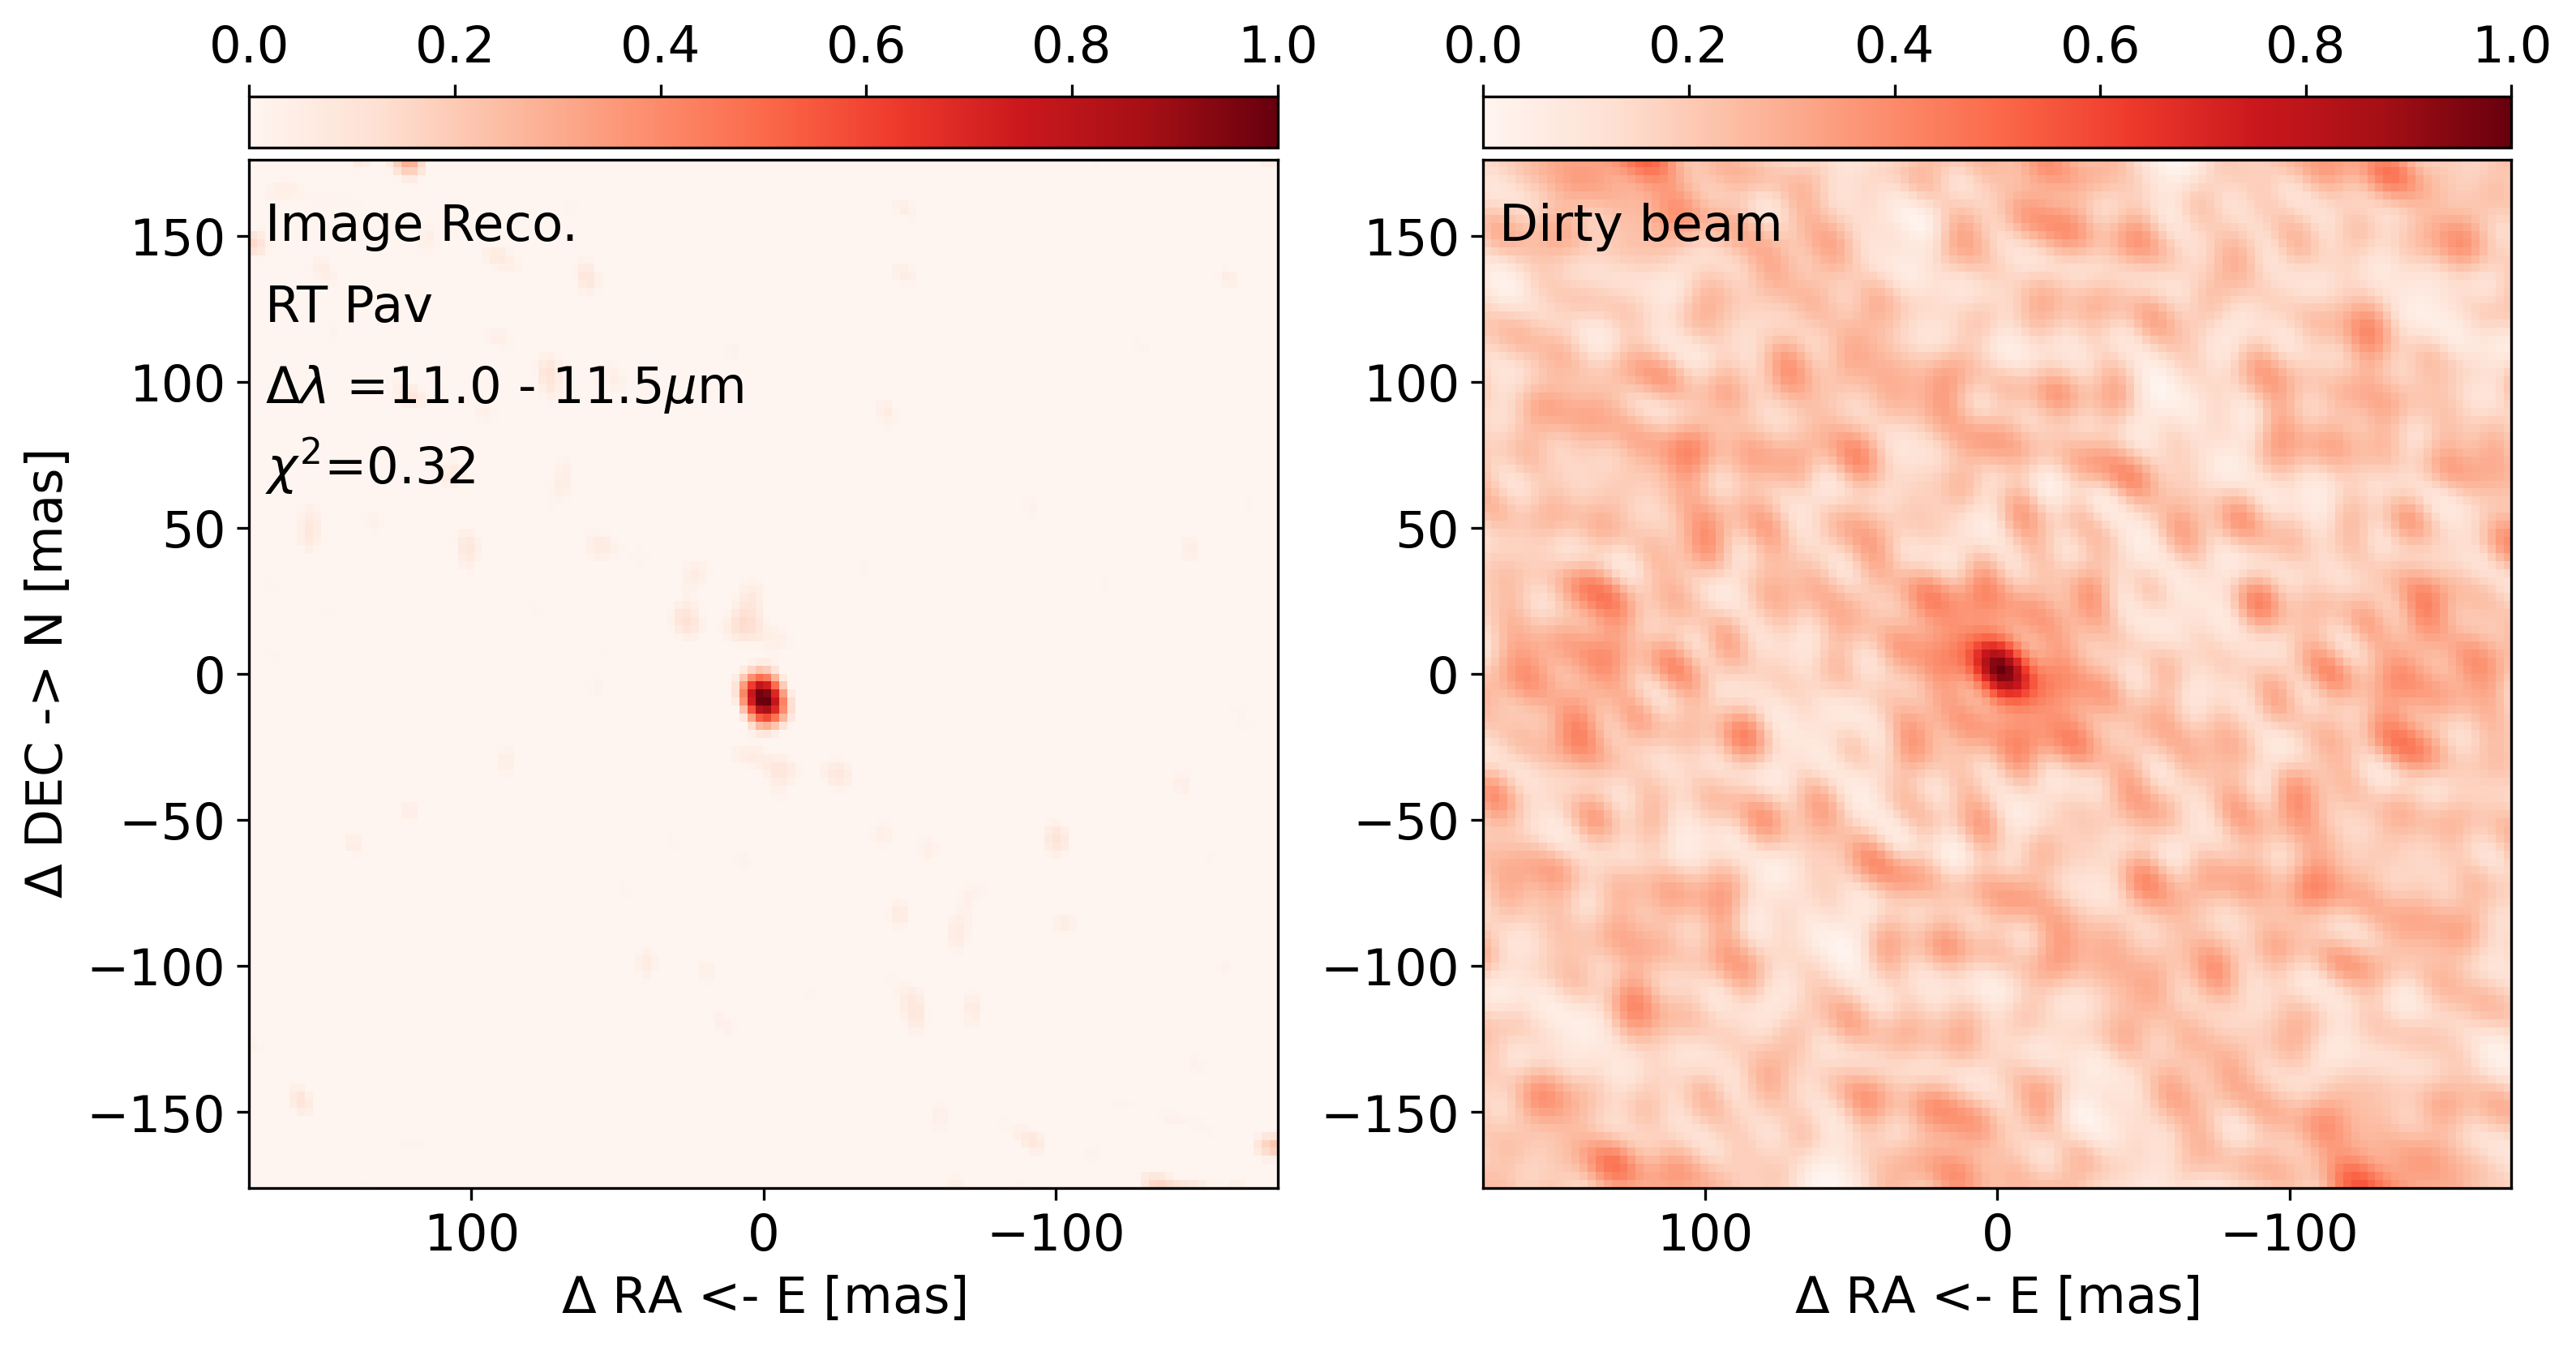 0.0 0.2 0.4 0.6 0.8 1.0
0.0 0.2 0.4 0.6 0.8 1.0
Image Reco.
RT Pav
Δλ =11.0 - 11.5μm
χ²=0.32
150
100
50
0
−50
−100
−150
Δ DEC -> N [mas]
100 0 −100
Δ RA <- E [mas]
Dirty beam
150
100
50
0
−50
−100
−150
100 0 −100
Δ RA <- E [mas]